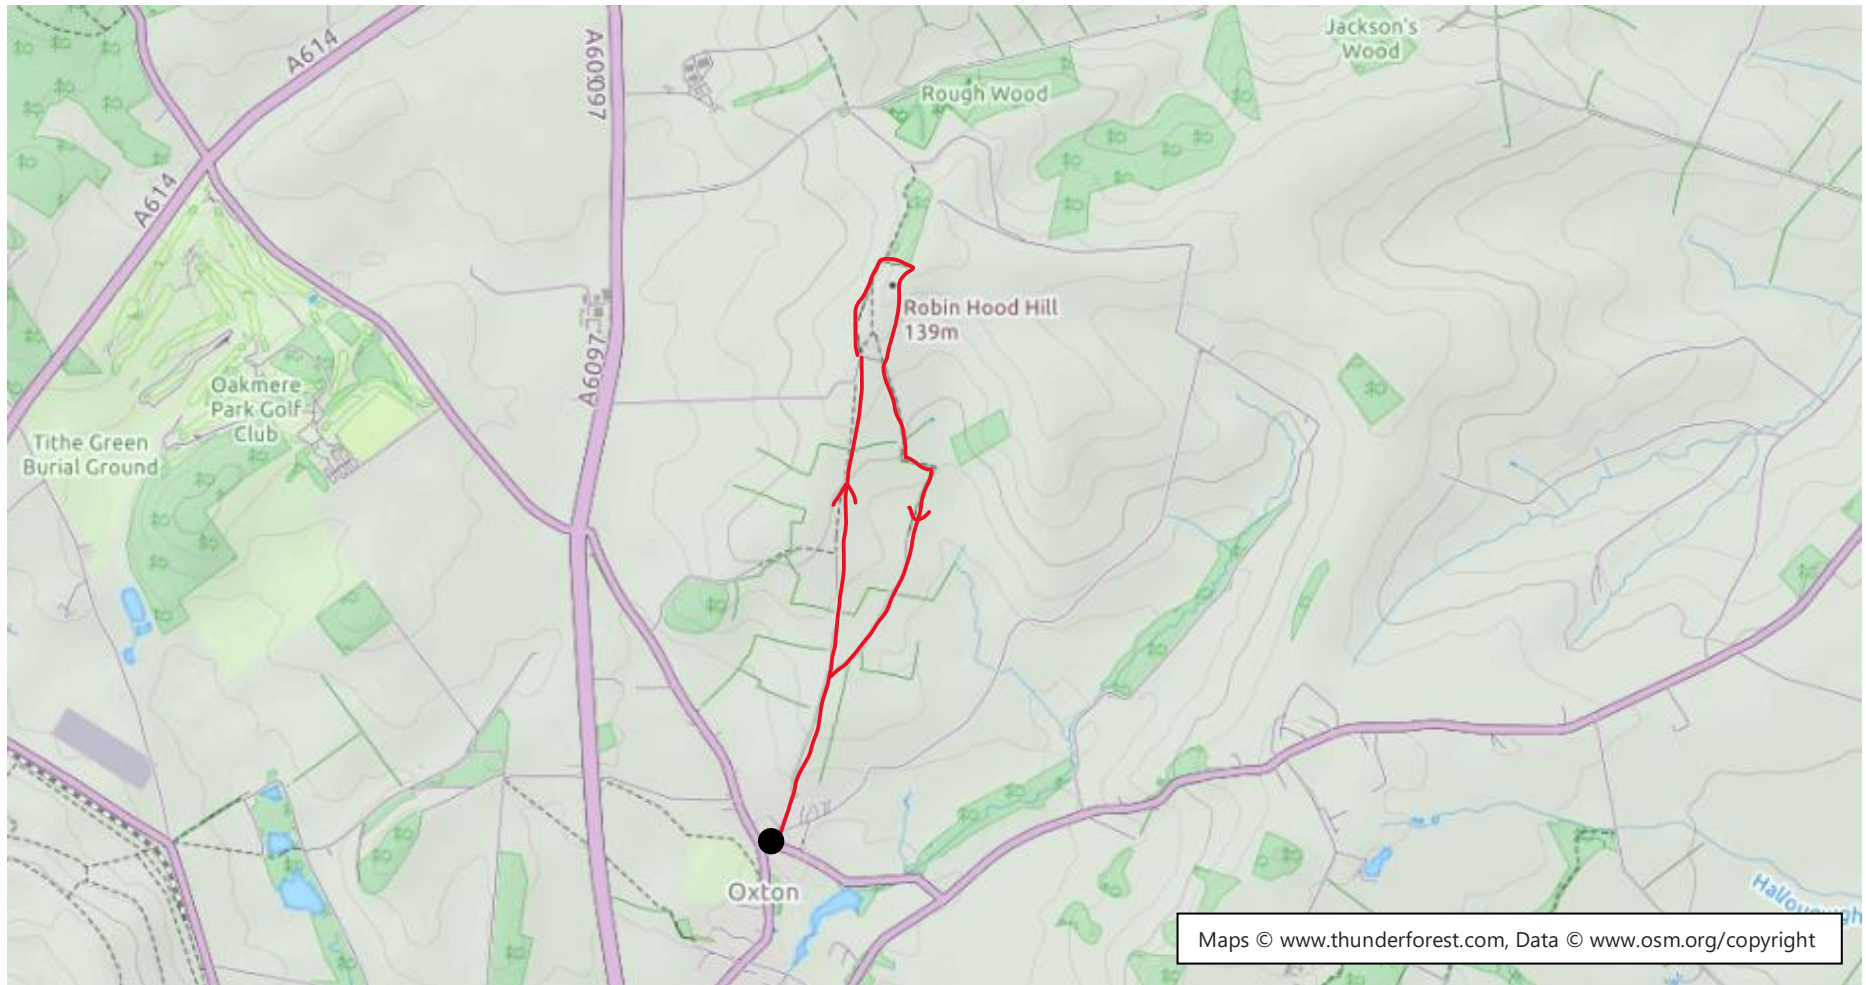 Jackson's
Wood
A614
A60097
Rough Wood
A614
Robin Hood Hill
139m
A6097
Oakmere
Park Golf
Club
Tithe Green
Burial Ground
Oxton
Maps © www.thunderforest.com, Data © www.osm.org/copyright